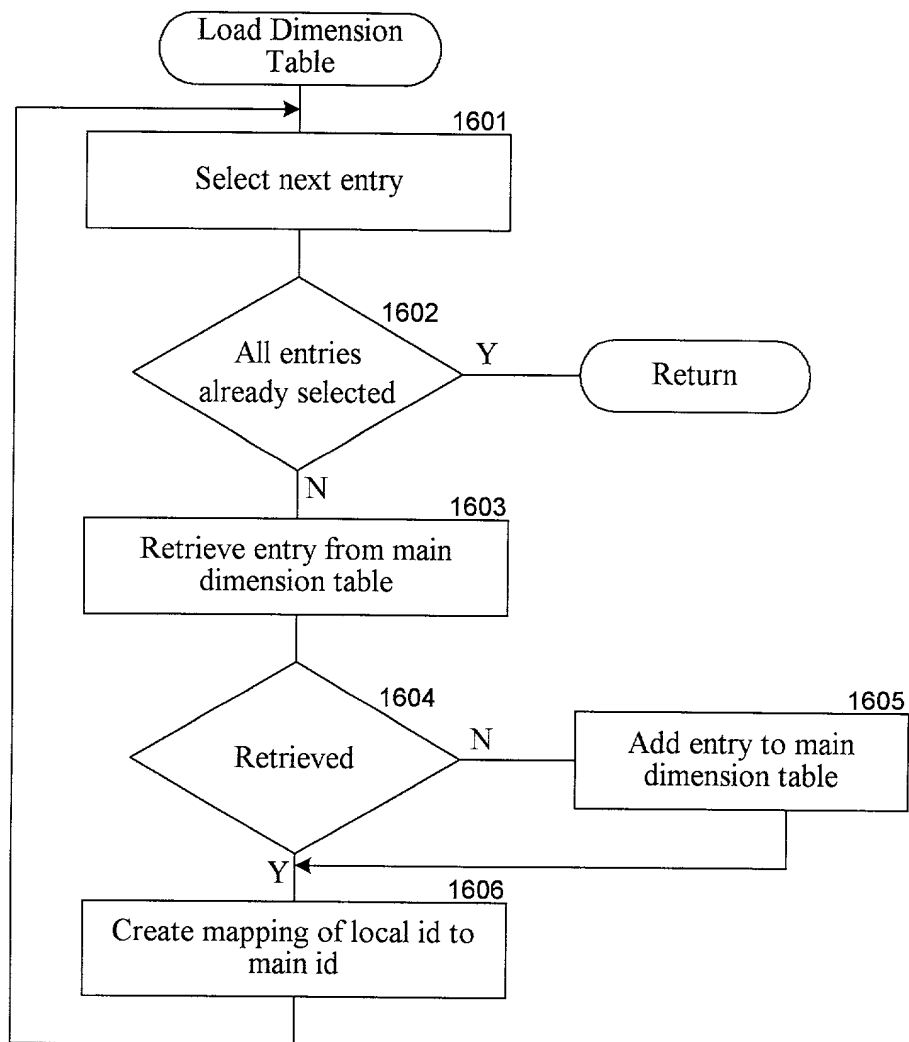 Load Dimension
Table
1601
Select next entry
1602
All entries
already selected
Y
Return
N
1603
Retrieve entry from main
dimension table
1604
Retrieved
N
1605
Add entry to main
dimension table
Y
1606
Create mapping of local id to
main id